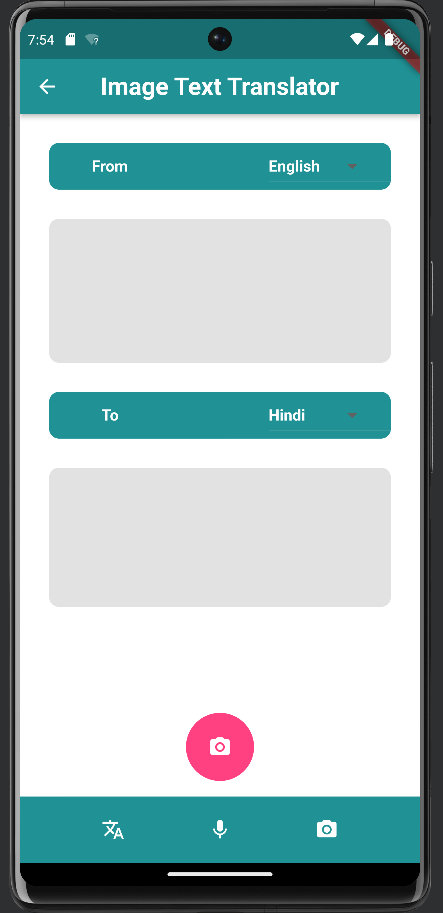 7:54
DEBUG
Image Text Translator
From English
To Hindi